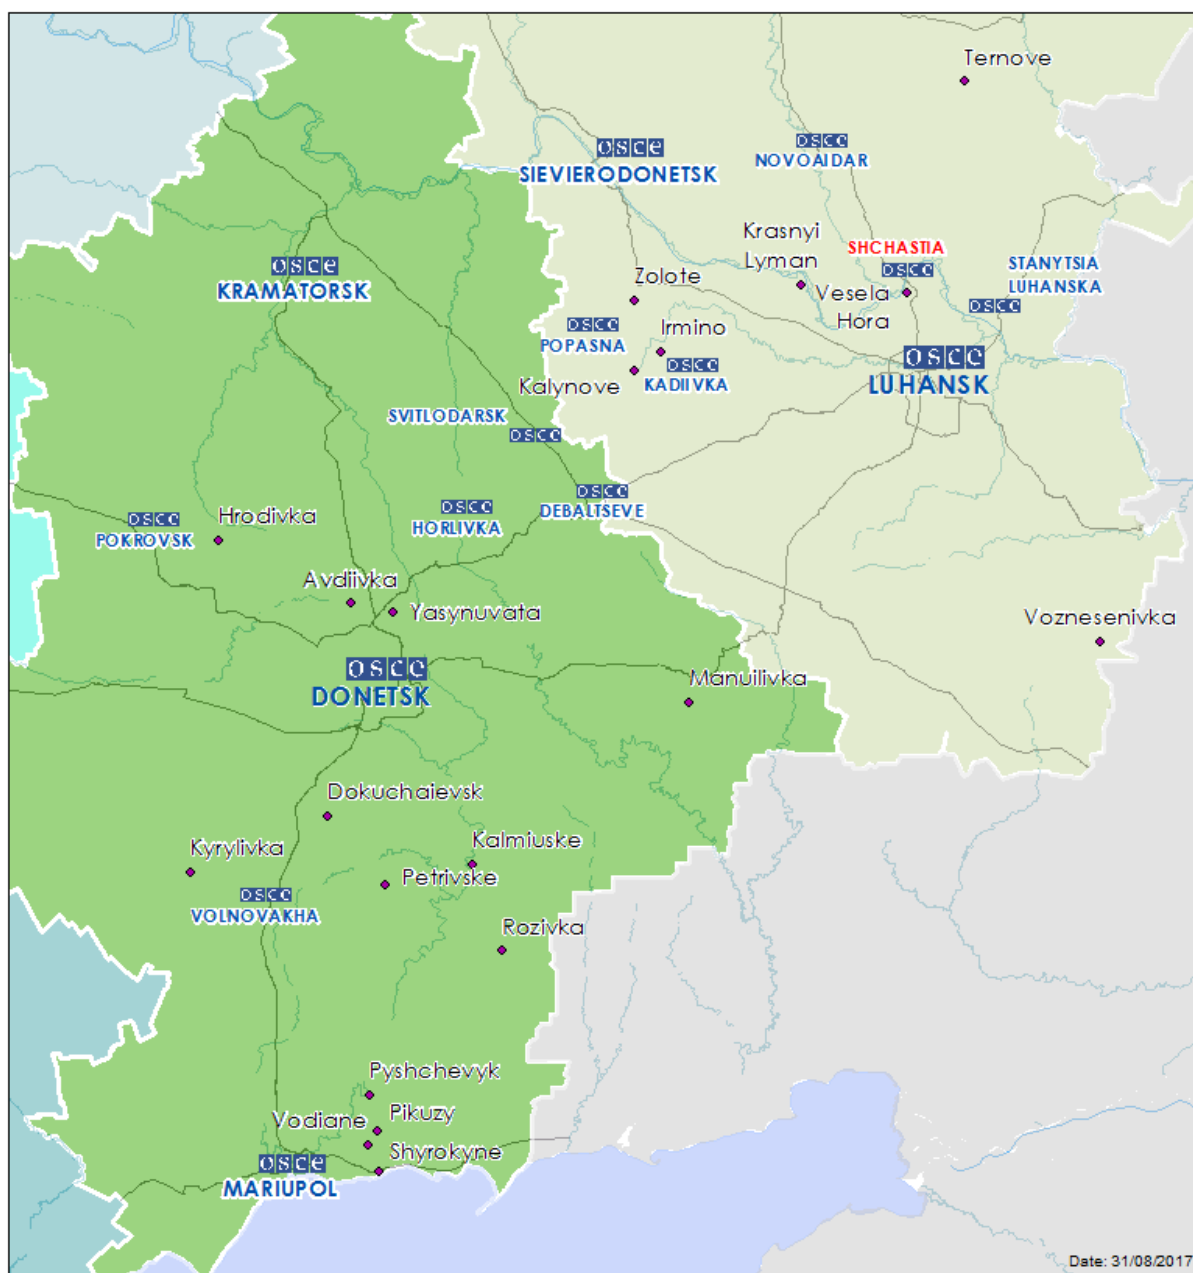 Ternove
osce
NOVOAIDAR
osce
SIEVIERODONETSK
Krasnyi
Lyman
SHCHASTIA
osce
STANYTSIA
LUHANSKA
osce
osce
KRAMATORSK
Zolote
Vesela
Hora
osce
POPASNA
Irmino
osce
KADIIVKA
Kalynove
osce
LUHANSK
SVITLODARSK
osce
osce
DEBALTSEVE
osce
HORLIVKA
osce
POKROVSK
Hrodivka
Avdiivka
Yasynuvata
Voznesenivka
osce
DONETSK
Manuilivka
Dokuchaievsk
Kalmiuske
Kyrylivka
Petrivske
osce
VOLNOVAKHA
Rozivka
Pyshchevyk
Pikuzy
Vodiane
Shyrokyne
osce
MARIUPOL
Date: 31/08/2017